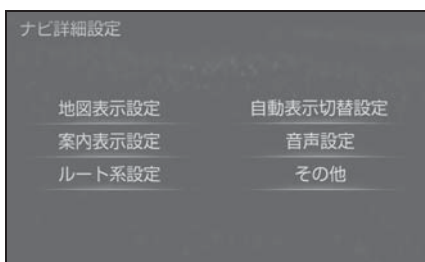 ナビ詳細設定
地図表示設定
自動表示切替設定
案内表示設定
音声設定
ルート系設定
その他